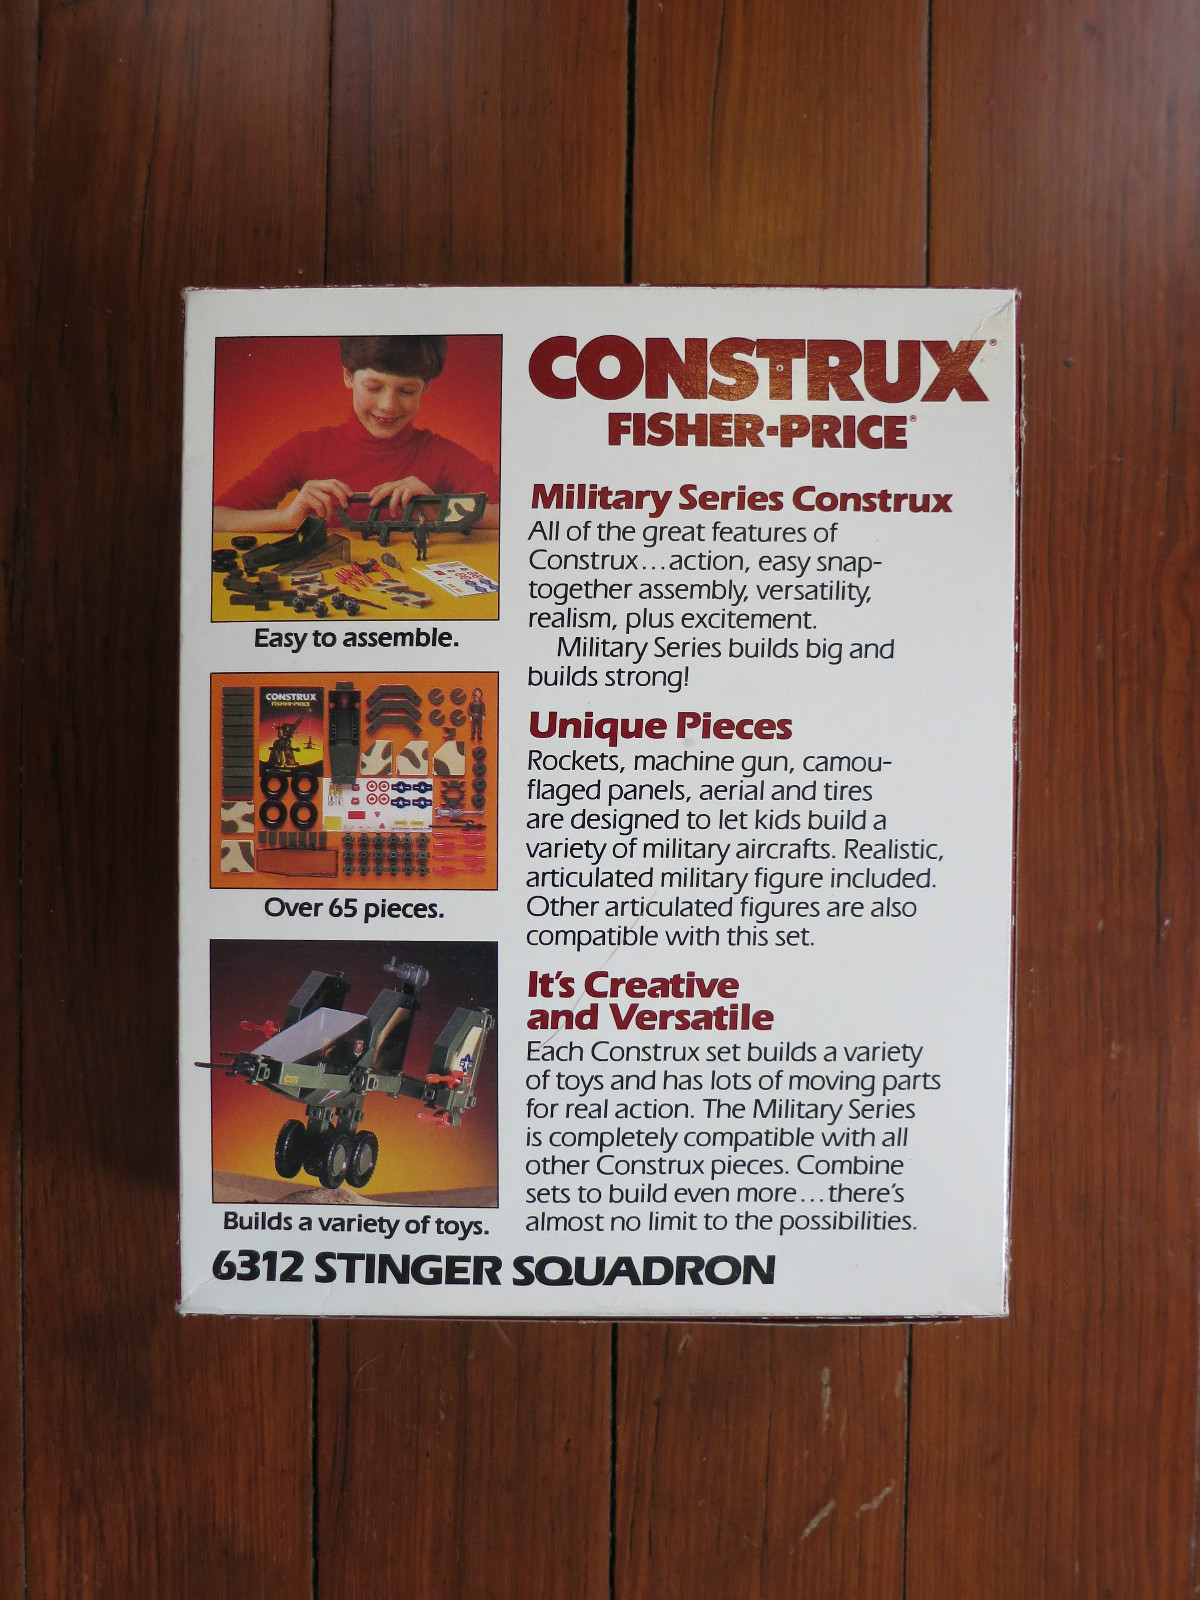 CONSTRUX®
FISHER-PRICE®
Military Series Construx
All of the great features of
Construx...action, easy snap-
together assembly, versatility,
realism, plus excitement.
Military Series builds big and
builds strong!
Unique Pieces
Rockets, machine gun, camou-
flaged panels, aerial and tires
are designed to let kids build a
variety of military aircrafts. Realistic,
articulated military figure included.
Other articulated figures are also
compatible with this set.
It's Creative
and Versatile
Each Construx set builds a variety
of toys and has lots of moving parts
for real action. The Military Series
is completely compatible with all
other Construx pieces. Combine
sets to build even more...there's
almost no limit to the possibilities.
Easy to assemble.
CONSTRUX
FISHER-PRICE
Over 65 pieces.
Builds a variety of toys.
6312 STINGER SQUADRON